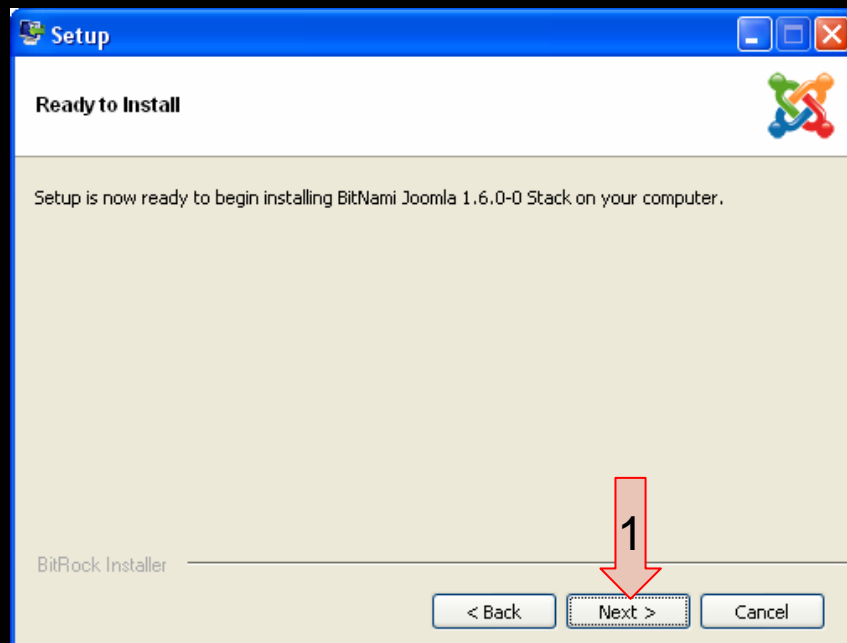 Setup
Ready to Install
Setup is now ready to begin installing BitNami Joomla 1.6.0-0 Stack on your computer.
1
BitRock Installer
< Back Next > Cancel